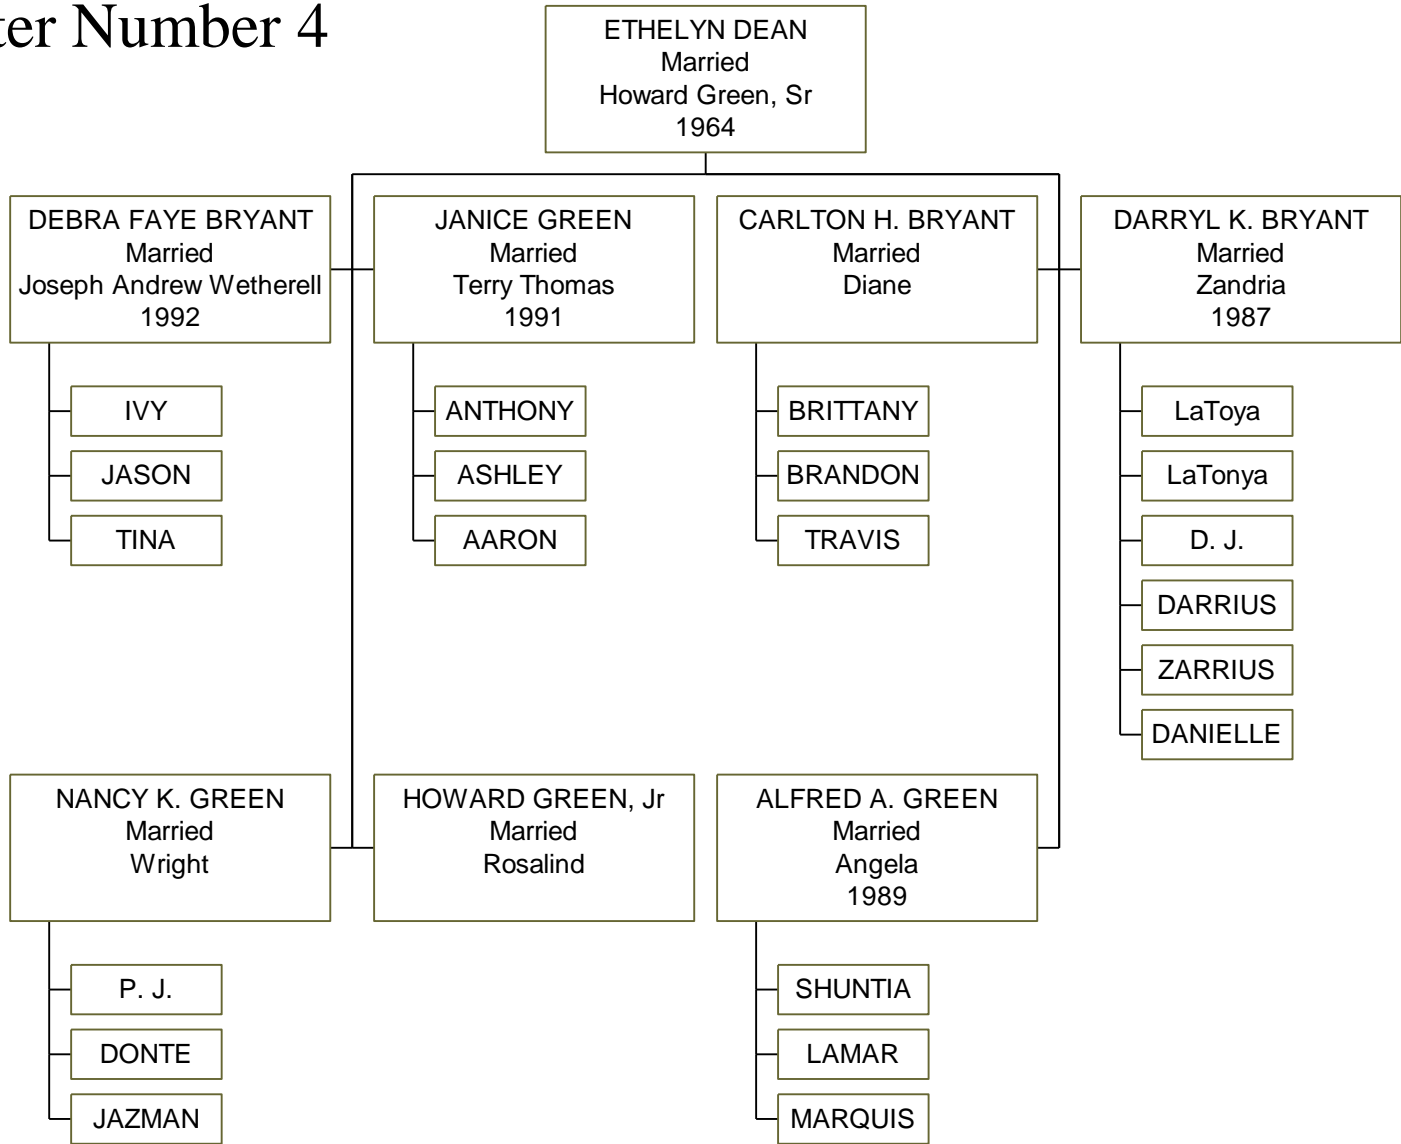 ter Number 4
ETHELYN DEAN
Married
Howard Green, Sr
1964
DEBRA FAYE BRYANT
Married
Joseph Andrew Wetherell
1992
IVY
JASON
TINA
JANICE GREEN
Married
Terry Thomas
1991
ANTHONY
ASHLEY
AARON
CARLTON H. BRYANT
Married
Diane
BRITTANY
BRANDON
TRAVIS
DARRYL K. BRYANT
Married
Zandria
1987
LaToya
LaTonya
D. J.
DARRIUS
ZARRIUS
DANIELLE
NANCY K. GREEN
Married
Wright
P. J.
DONTE
JAZMAN
HOWARD GREEN, Jr
Married
Rosalind
ALFRED A. GREEN
Married
Angela
1989
SHUNTIA
LAMAR
MARQUIS